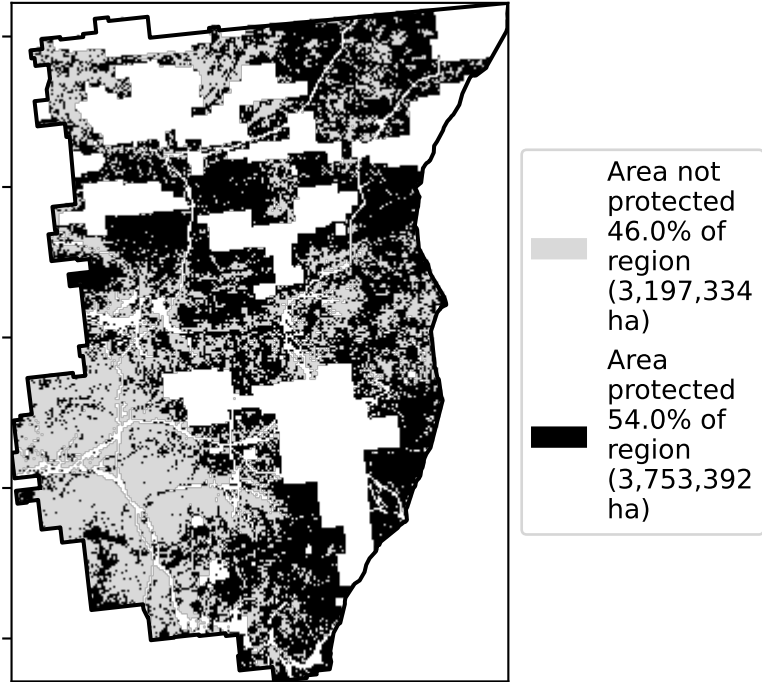 Area not
protected
46.0% of
region
(3,197,334
ha)
Area
protected
54.0% of
region
(3,753,392
ha)